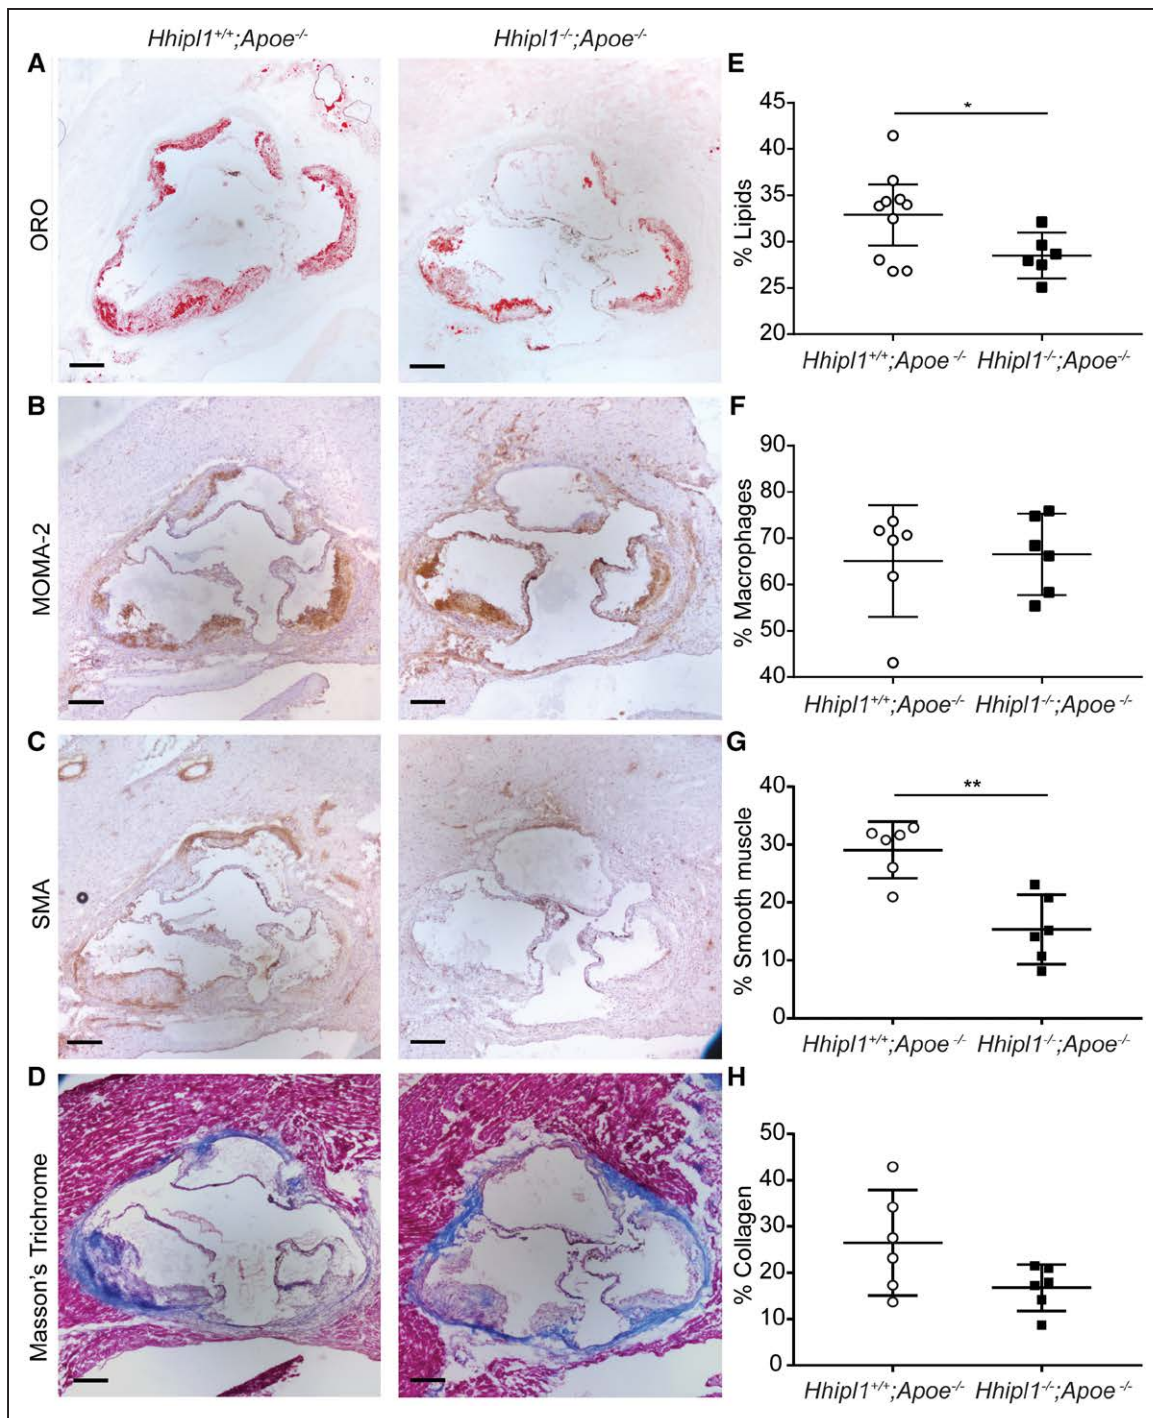 Hhipl1+/+;Apoe-/-
Hhipl1-/-;Apoe-/-
A
ORO
E
% Lipids
45
40
35
30
25
20
*
Hhipl1+/+;Apoe -/-
Hhipl1-/-;Apoe-/-
B
MOMA-2
F
% Macrophages
90
80
70
60
50
40
Hhipl1+/+;Apoe-/-
Hhipl1-/-;Apoe -/-
C
SMA
G
% Smooth muscle
40
30
20
10
0
**
Hhipl1+/+;Apoe -/-
Hhipl1-/-;Apoe-/-
D
Masson's Trichrome
H
% Collagen
50
40
30
20
10
0
Hhipl1+/+;Apoe-/-
Hhipl1-/-;Apoe -/-